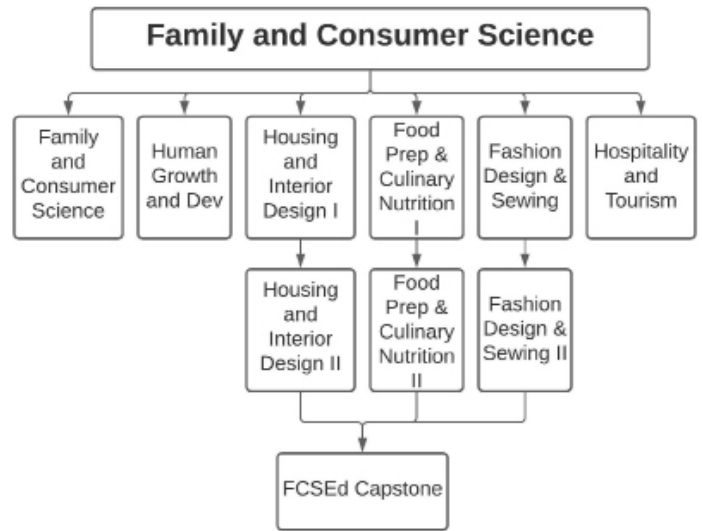 Family and Consumer Science
Family
and
Consumer
Science
Human
Growth
and Dev
Housing
and
Interior
Design I
Food
Prep &
Culinary
Nutrition
I
Fashion
Design &
Sewing
Hospitality
and
Tourism
Housing
and
Interior
Design II
Food
Prep &
Culinary
Nutrition
II
Fashion
Design &
Sewing II
FCSEd Capstone